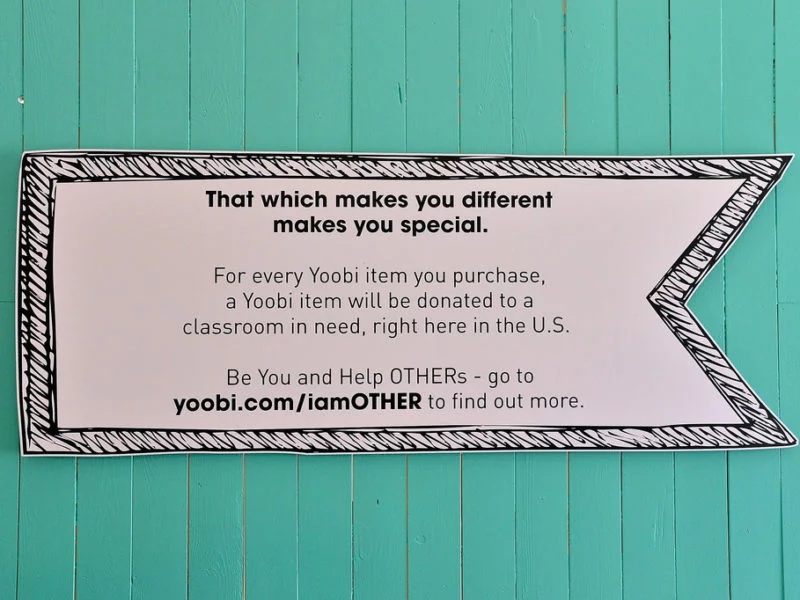 That which makes you different
makes you special.
For every Yoobi item you purchase,
a Yoobi item will be donated to a
classroom in need, right here in the U.S.
Be You and Help OTHERs - go to
yoobi.com/iamOTHER to find out more.